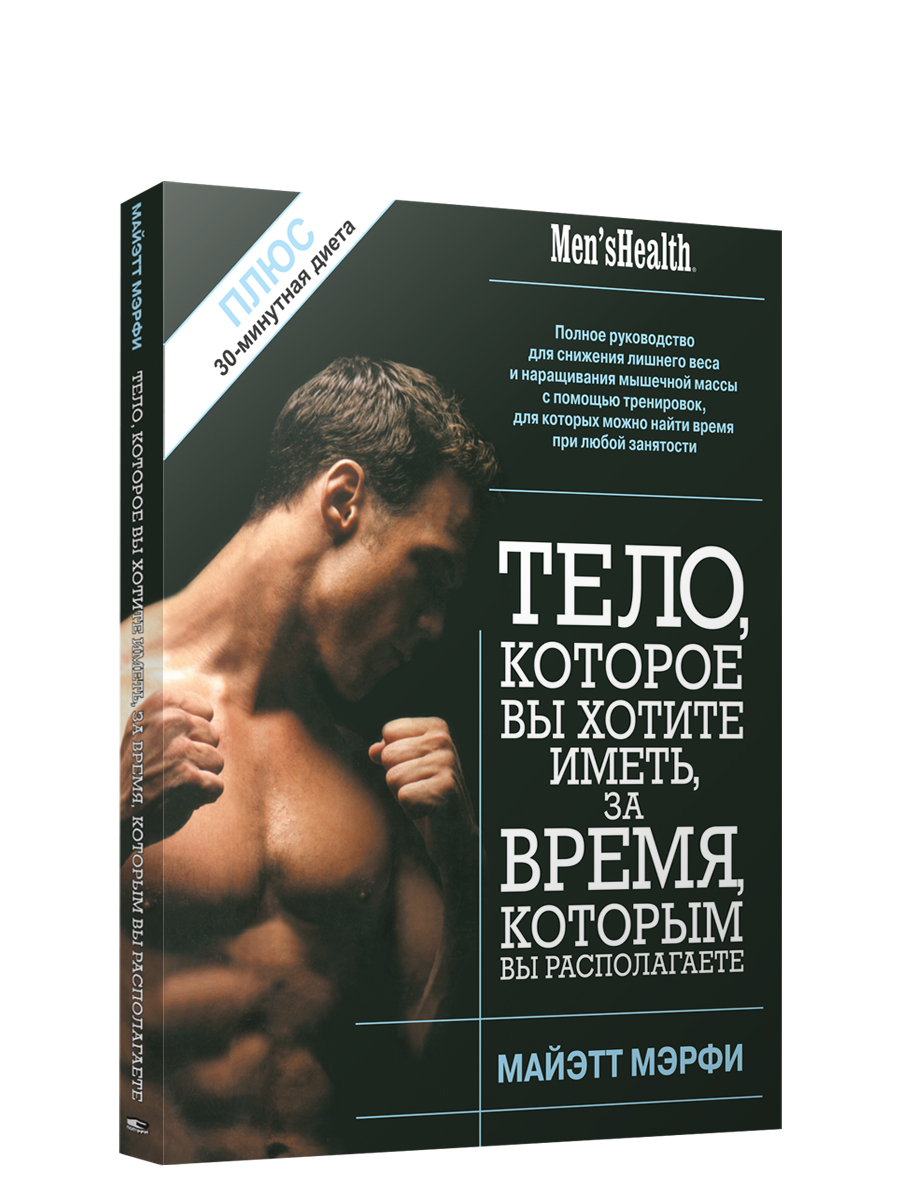 ПЛЮС
30-минутная диета
Men'sHealth®
Полное руководство
для снижения лишнего веса
и наращивания мышечной массы
с помощью тренировок,
для которых можно найти время
при любой занятости
ТЕЛО,
КОТОРОЕ
ВЫ ХОТИТЕ
ИМЕТЬ,
ЗА
ВРЕМЯ,
КОТОРЫМ
ВЫ РАСПОЛАГАЕТЕ
МАЙЭТТ МЭРФИ
МАЙЭТТ МЭРФИ ТЕЛО, КОТОРОЕ ВЫ ХОТИТЕ ИМЕТЬ, ЗА ВРЕМЯ, КОТОРЫМ ВЫ РАСПОЛАГАЕТЕ